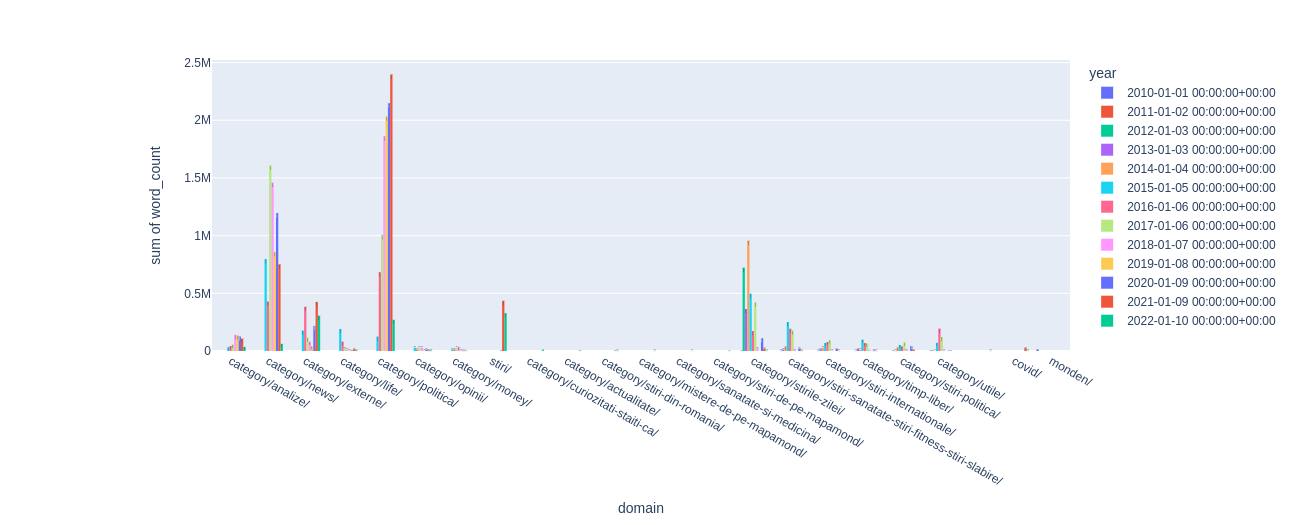 2.5M
2M
1.5M
1M
0.5M
0
sum of word_count
category/analize/
category/news/
category/externe/
category/life/
category/politica/
category/opinii/
category/money/
stiri/
category/curiozitati-staiti-ca/
category/actualitate/
category/stiri-din-romania/
category/mistere-de-pe-mapamond/
category/sanatate-si-medicina/
category/stiri-de-pe-mapamond/
category/stirile-zilei/
category/stiri-sanatate-stiri-fitness-stiri-slabire/
category/stiri-internationale/
category/timp-liber/
category/stiri-politica/
category/utile/
covid/
monden/
domain
year
2010-01-01 00:00:00+00:00
2011-01-02 00:00:00+00:00
2012-01-03 00:00:00+00:00
2013-01-03 00:00:00+00:00
2014-01-04 00:00:00+00:00
2015-01-05 00:00:00+00:00
2016-01-06 00:00:00+00:00
2017-01-06 00:00:00+00:00
2018-01-07 00:00:00+00:00
2019-01-08 00:00:00+00:00
2020-01-09 00:00:00+00:00
2021-01-09 00:00:00+00:00
2022-01-10 00:00:00+00:00